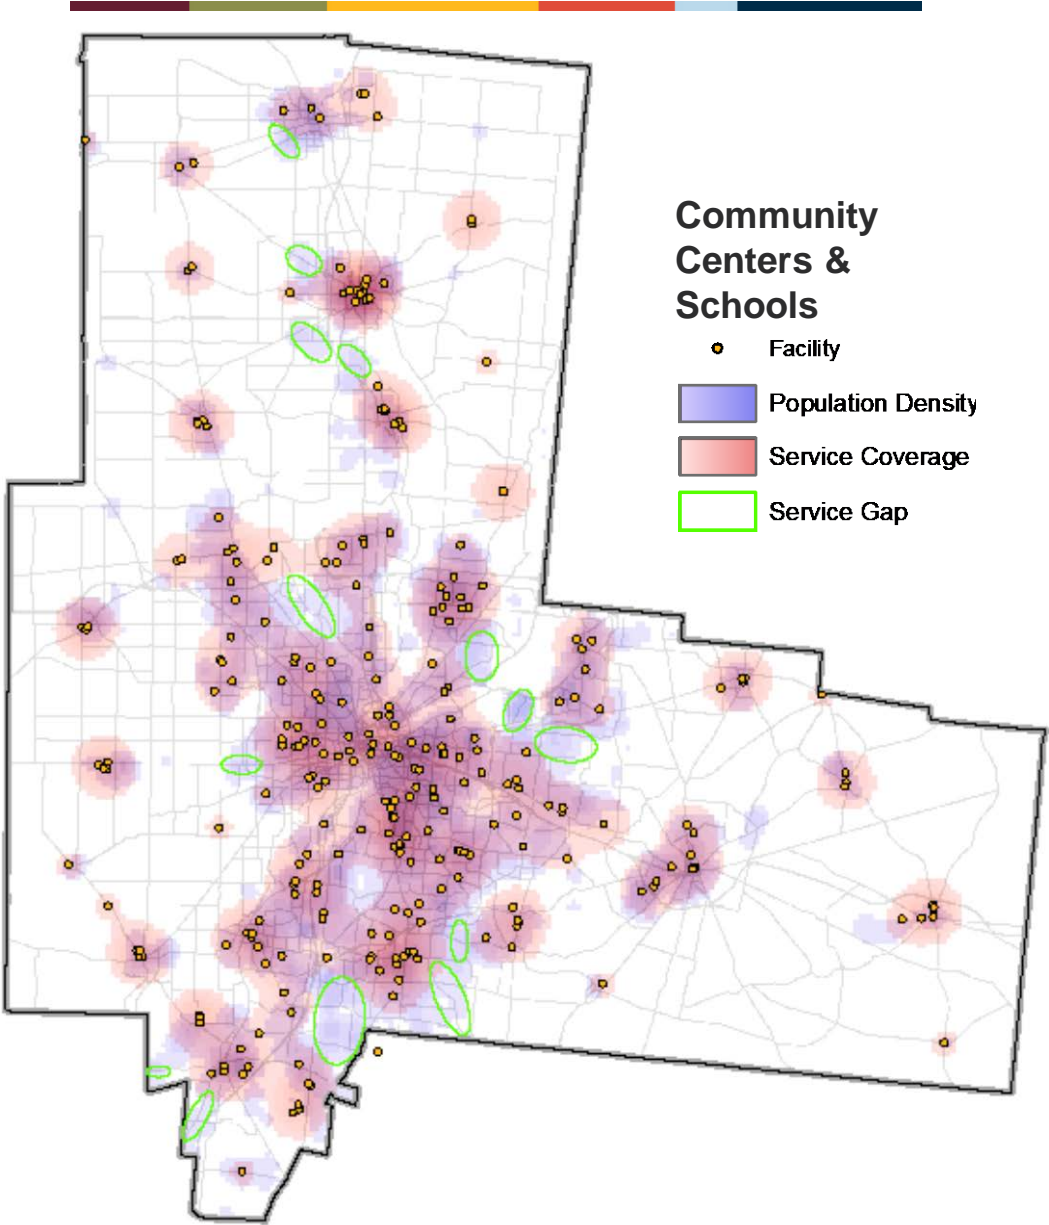 Community
Centers &
Schools
Facility
Population Density
Service Coverage
Service Gap